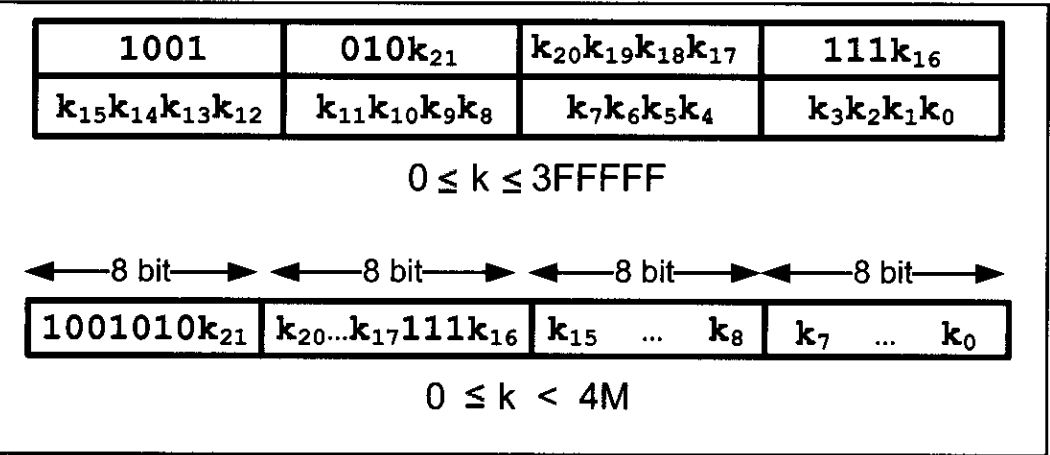 1001 010k₂₁ k₂₀k₁₉k₁₈k₁₇ 111k₁₆
k₁₅k₁₄k₁₃k₁₂ k₁₁k₁₀k₉k₈ k₇k₆k₅k₄ k₃k₂k₁k₀
0 ≤ k ≤ 3FFFFF
8 bit 8 bit 8 bit 8 bit
1001010k₂₁ k₂₀...k₁₇111k₁₆ k₁₅ ... k₈ k₇ ... k₀
0 ≤ k < 4M